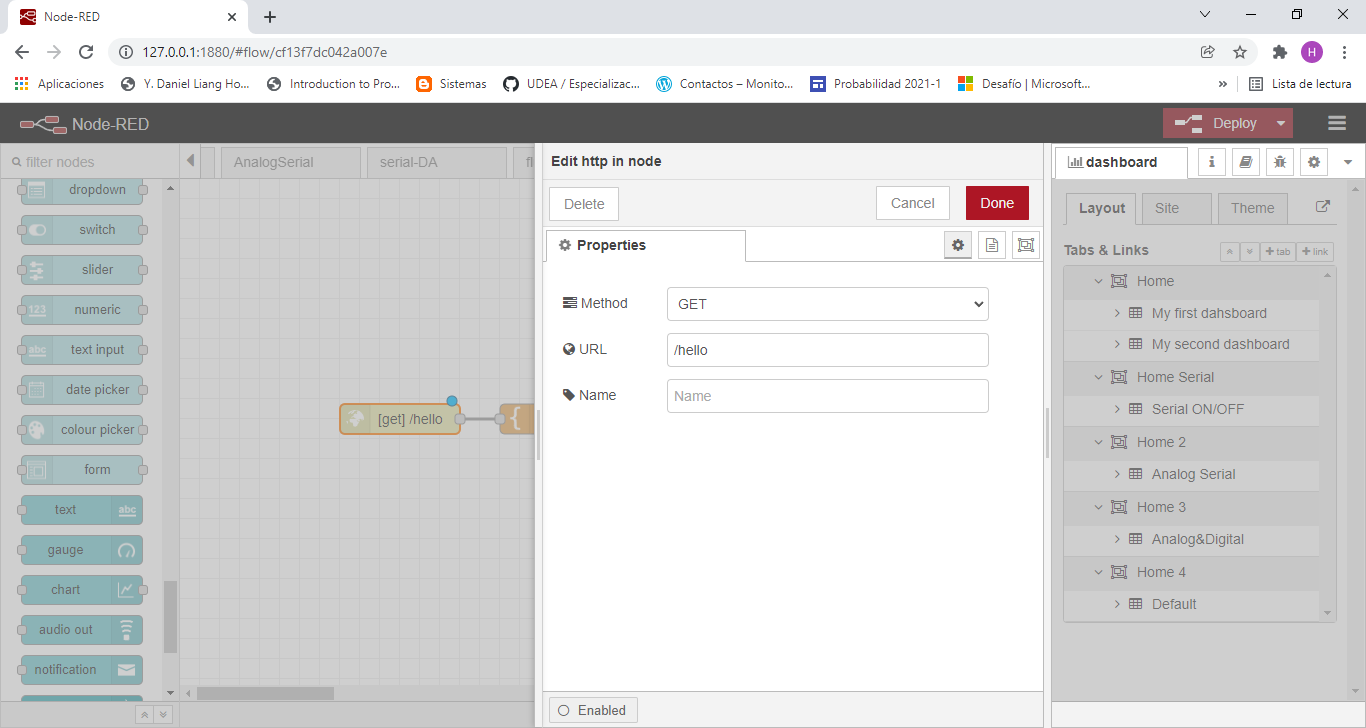 Node-RED
127.0.0.1:1880/#flow/cf13f7dc042a007e
H
Aplicaciones
Y. Daniel Liang Ho...
Introduction to Pro...
Sistemas
UDEA / Especializac...
Contactos – Monito...
Probabilidad 2021-1
Desafío | Microsoft...
»
Lista de lectura
Node-RED
Deploy
filter nodes
dropdown
switch
slider
123 numeric
abc text input
date picker
colour picker
form
text abc
gauge
chart
audio out
notification
AnalogSerial
serial-DA
[get] /hello
{
Edit http in node
Delete
Cancel
Done
Properties
Method
GET
URL
/hello
Name
Name
Enabled
dashboard
i
Layout
Site
Theme
Tabs & Links
+ tab
+ link
Home
My first dahsboard
My second dashboard
Home Serial
Serial ON/OFF
Home 2
Analog Serial
Home 3
Analog&Digital
Home 4
Default